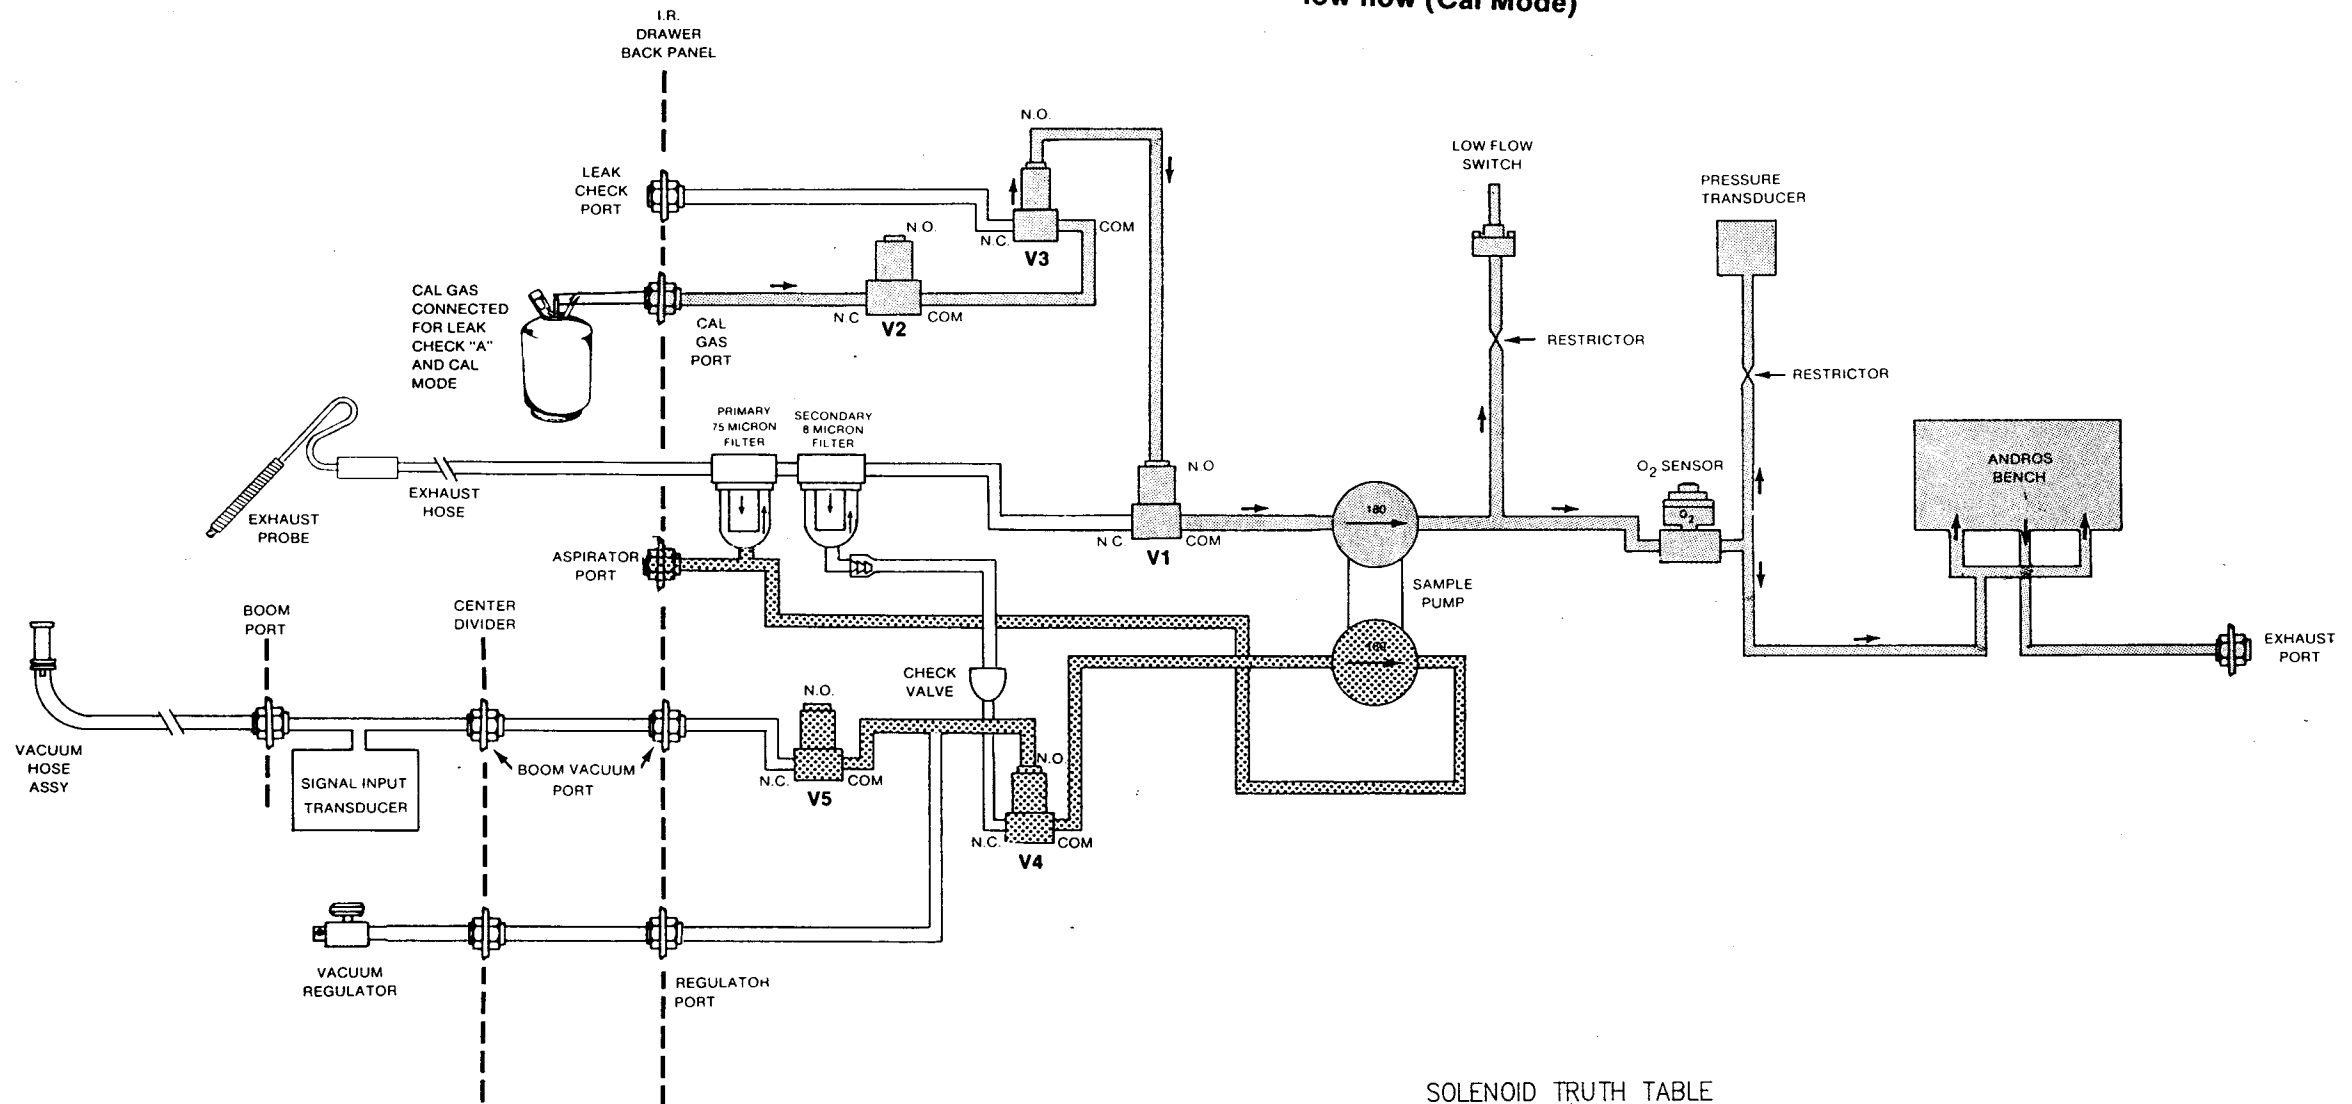 low flow (Cal Mode)
I.R.
DRAWER
BACK PANEL
N.O.
LEAK
CHECK
PORT
N.O.
N.C.
COM
V3
LOW FLOW
SWITCH
PRESSURE
TRANSDUCER
CAL GAS
CONNECTED
FOR LEAK
CHECK "A"
AND CAL
MODE
CAL
GAS
PORT
N.C
COM
V2
RESTRICTOR
RESTRICTOR
PRIMARY
75 MICRON
FILTER
SECONDARY
8 MICRON
FILTER
EXHAUST
HOSE
EXHAUST
PROBE
N.O
N C.
COM
V1
180
O2 SENSOR
O2
ANDROS
BENCH
ASPIRATOR
PORT
SAMPLE
PUMP
BOOM
PORT
CENTER
DIVIDER
EXHAUST
PORT
CHECK
VALVE
N.O.
N.C.
COM
V5
N.O.
N.C.
COM
V4
VACUUM
HOSE
ASSY
SIGNAL INPUT
TRANSDUCER
BOOM VACUUM
PORT
VACUUM
REGULATOR
REGULATOR
PORT
SOLENOID TRUTH TABLE